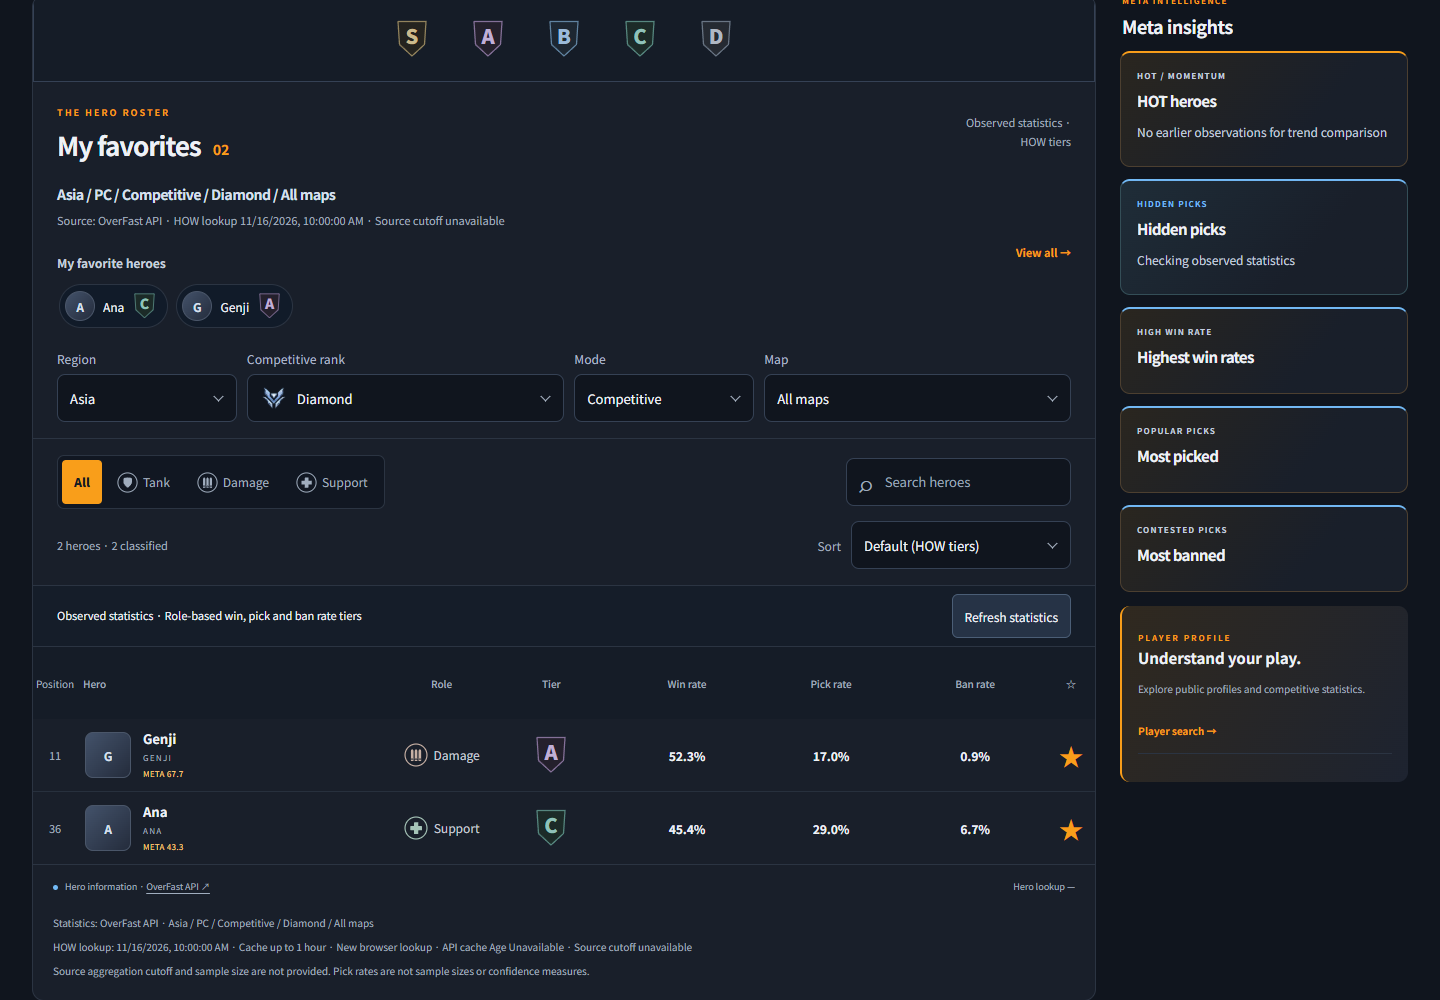 S A B C D
THE HERO ROSTER
My favorites 02
Observed statistics ·
HOW tiers
Asia / PC / Competitive / Diamond / All maps
Source: OverFast API · HOW lookup 11/16/2026, 10:00:00 AM · Source cutoff unavailable
View all →
My favorite heroes
A Ana C G Genji A
Region Competitive rank Mode Map
Asia Diamond Competitive All maps
All Tank Damage Support Search heroes
2 heroes · 2 classified Sort Default (HOW tiers)
Observed statistics · Role-based win, pick and ban rate tiers Refresh statistics
Position Hero Role Tier Win rate Pick rate Ban rate ☆
11 G Genji Damage A 52.3% 17.0% 0.9% ★
GENJI
META 67.7
36 A Ana Support C 45.4% 29.0% 6.7% ★
ANA
META 43.3
Hero information · OverFast API ↗ Hero lookup —
Statistics: OverFast API · Asia / PC / Competitive / Diamond / All maps
HOW lookup: 11/16/2026, 10:00:00 AM · Cache up to 1 hour · New browser lookup · API cache Age Unavailable · Source cutoff unavailable
Source aggregation cutoff and sample size are not provided. Pick rates are not sample sizes or confidence measures.
META INTELLIGENCE
Meta insights
HOT / MOMENTUM
HOT heroes
No earlier observations for trend comparison
HIDDEN PICKS
Hidden picks
Checking observed statistics
HIGH WIN RATE
Highest win rates
POPULAR PICKS
Most picked
CONTESTED PICKS
Most banned
PLAYER PROFILE
Understand your play.
Explore public profiles and competitive statistics.
Player search →